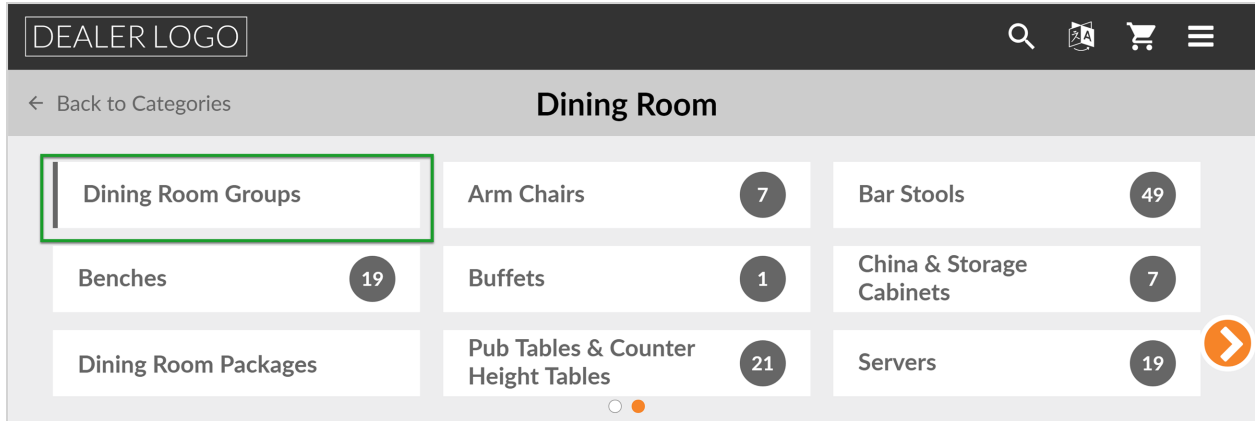 DEALER LOGO
Back to Categories
Dining Room
Dining Room Groups
Arm Chairs
7
Bar Stools
49
Benches
19
Buffets
1
China & Storage
Cabinets
7
Dining Room Packages
Pub Tables & Counter
Height Tables
21
Servers
19